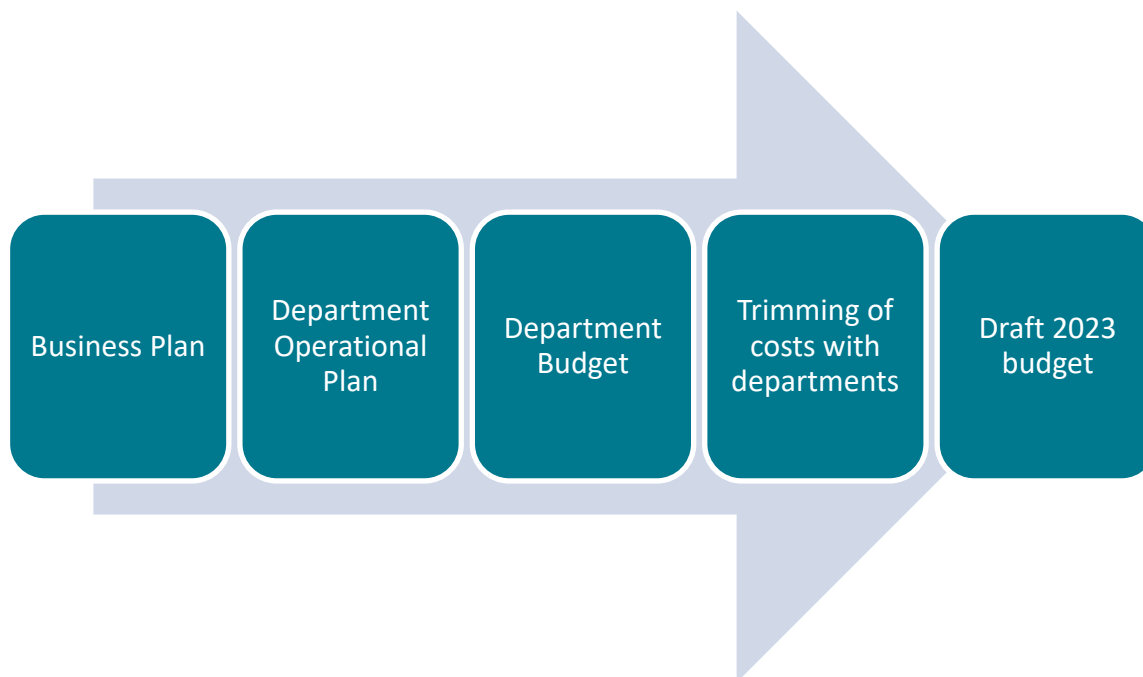 Business Plan
Department
Operational
Plan
Department
Budget
Trimming of
costs with
departments
Draft 2023
budget